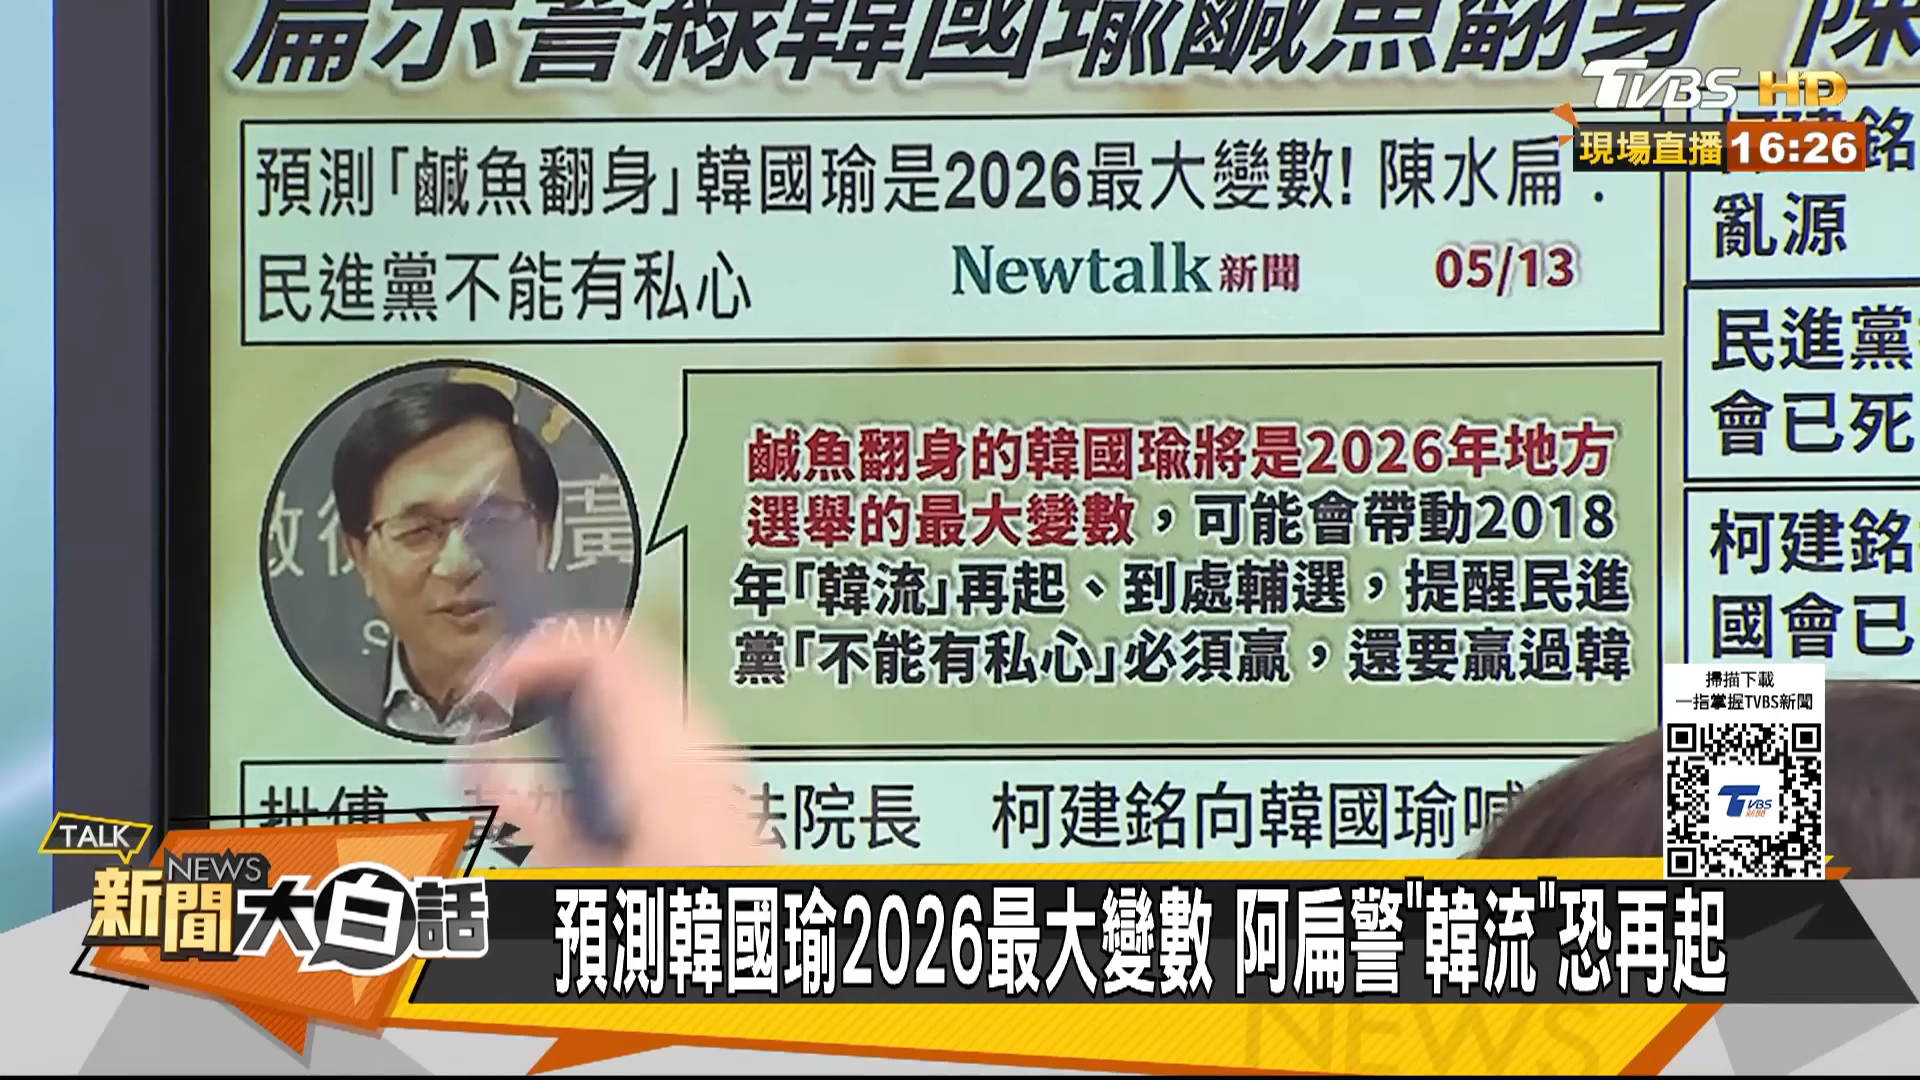 扁示警綠韓國瑜鹹魚翻身 陳
TVBS HD
現場直播 16:26
預測「鹹魚翻身」韓國瑜是2026最大變數! 陳水扁：
民進黨不能有私心
Newtalk新聞 05/13
鹹魚翻身的韓國瑜將是2026年地方
選舉的最大變數，可能會帶動2018
年「韓流」再起、到處輔選，提醒民進
黨「不能有私心」必須贏，還要贏過韓
法院長 柯建銘向韓國瑜喊
柯建銘
亂源
民進黨
會已死
柯建銘
國會已
掃描下載
一指掌握TVBS新聞
TVBS
新聞
TALK
NEWS
新聞大白話
預測韓國瑜2026最大變數 阿扁警"韓流"恐再起
NEWS